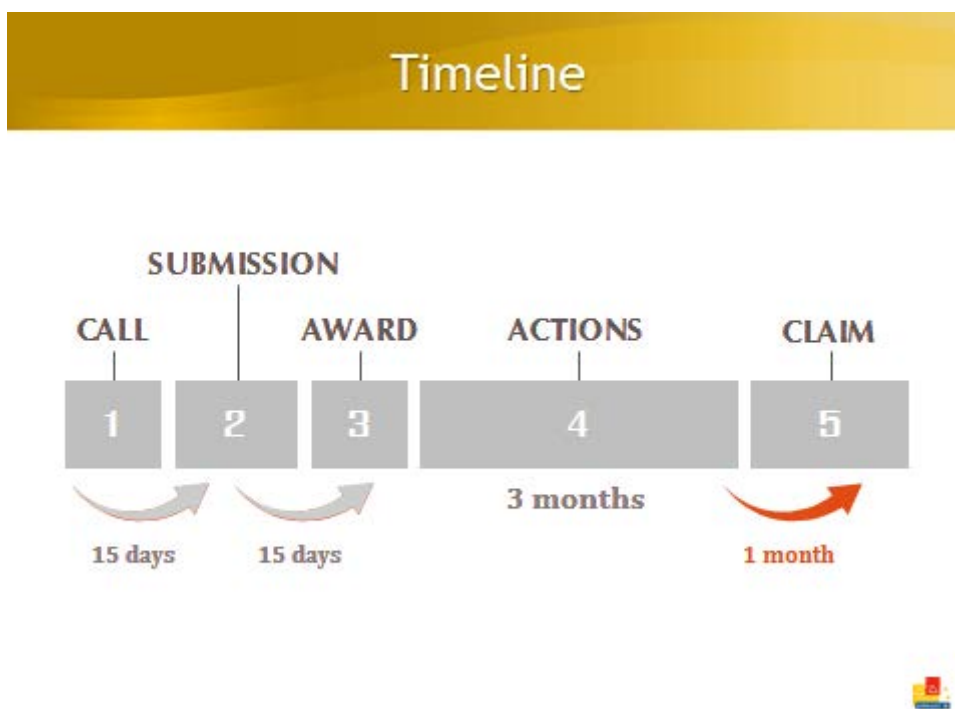 Timeline
SUBMISSION
CALL
AWARD
ACTIONS
CLAIM
1
2
3
4
5
3 months
15 days
15 days
1 month